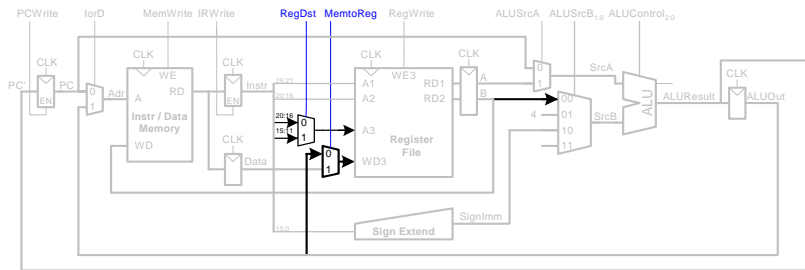 PCWrite IorD MemWrite IRWrite RegDst MemtoReg RegWrite ALUSrcA ALUSrcB1:0 ALUControl2:0
CLK CLK CLK CLK CLK CLK
PC' PC EN 0 1 Adr A WE RD Instr / Data Memory WD
EN Instr 25:21 20:16 20:16 15:11 0 1
Data 0 1
A1 A2 A3 WD3 WE3 RD1 RD2 Register File
A B 0 1 SrcA
4 00 01 10 11 SrcB
ALU ALUResult ALUOut
SignImm
15:0 Sign Extend